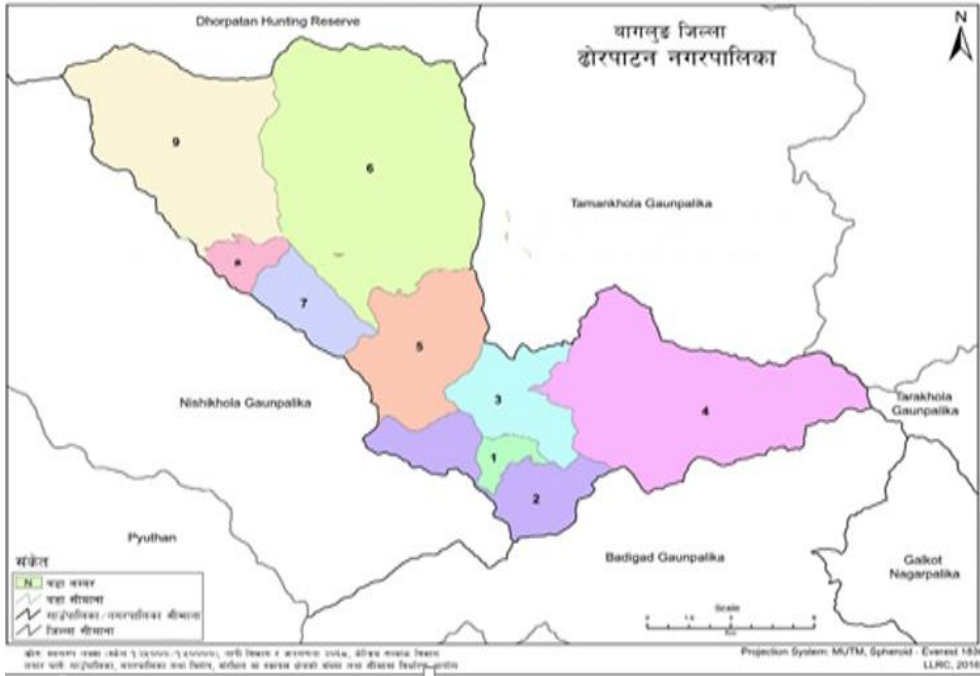 Dhorpatan Hunting Reserve
बागलुङ जिल्ला
ढोरपाटन नगरपालिका
N
9
6
Tamankhola Gaunpalika
8
7
5
Nishikhola Gaunpalika
3
4
Tarakhola
Gaunpalika
1
2
Pyuthan
Badigad Gaunpalika
Galkot
Nagarpalika
संकेत
N वडा नम्बर
वडा सीमाना
गाउँपालिका/नगरपालिका सीमाना
जिल्ला सीमाना
Scale
Projection System: MUTM, Spheroid - Everest 1830
LLRC, 2016